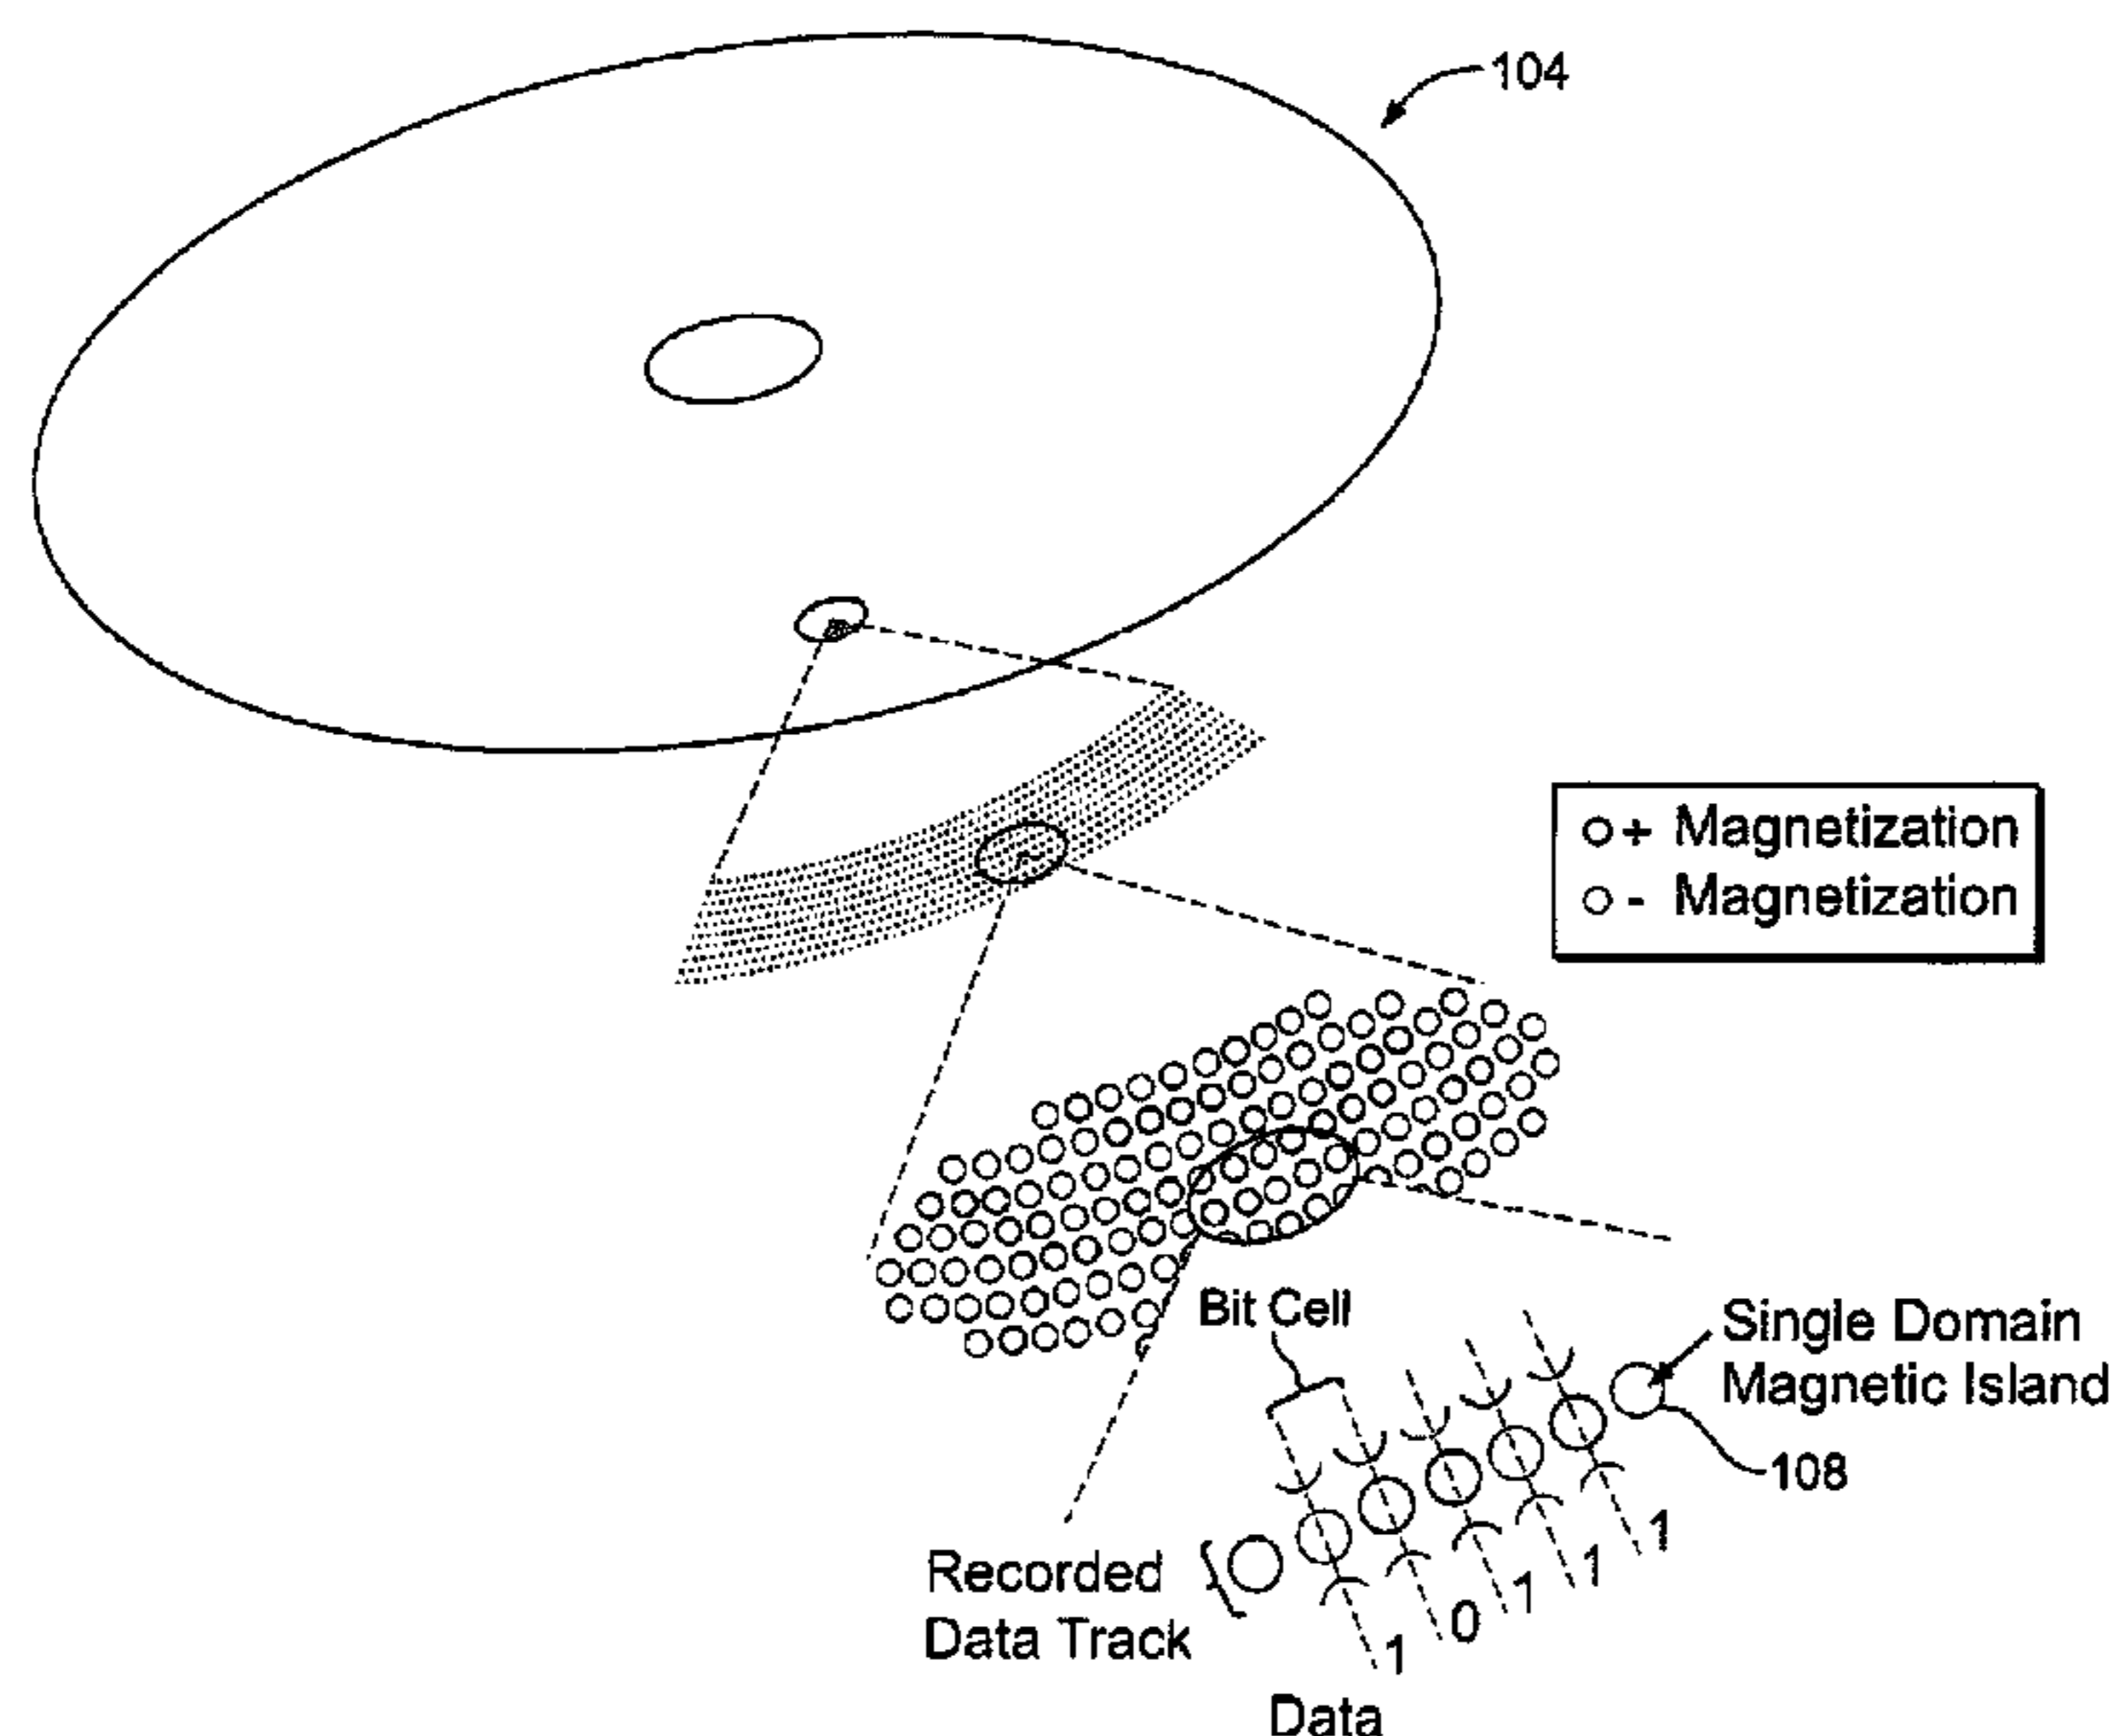 104
○+ Magnetization
○- Magnetization
Bit Cell
Single Domain
Magnetic Island
108
Recorded
Data Track
1 0 1 1 1
Data